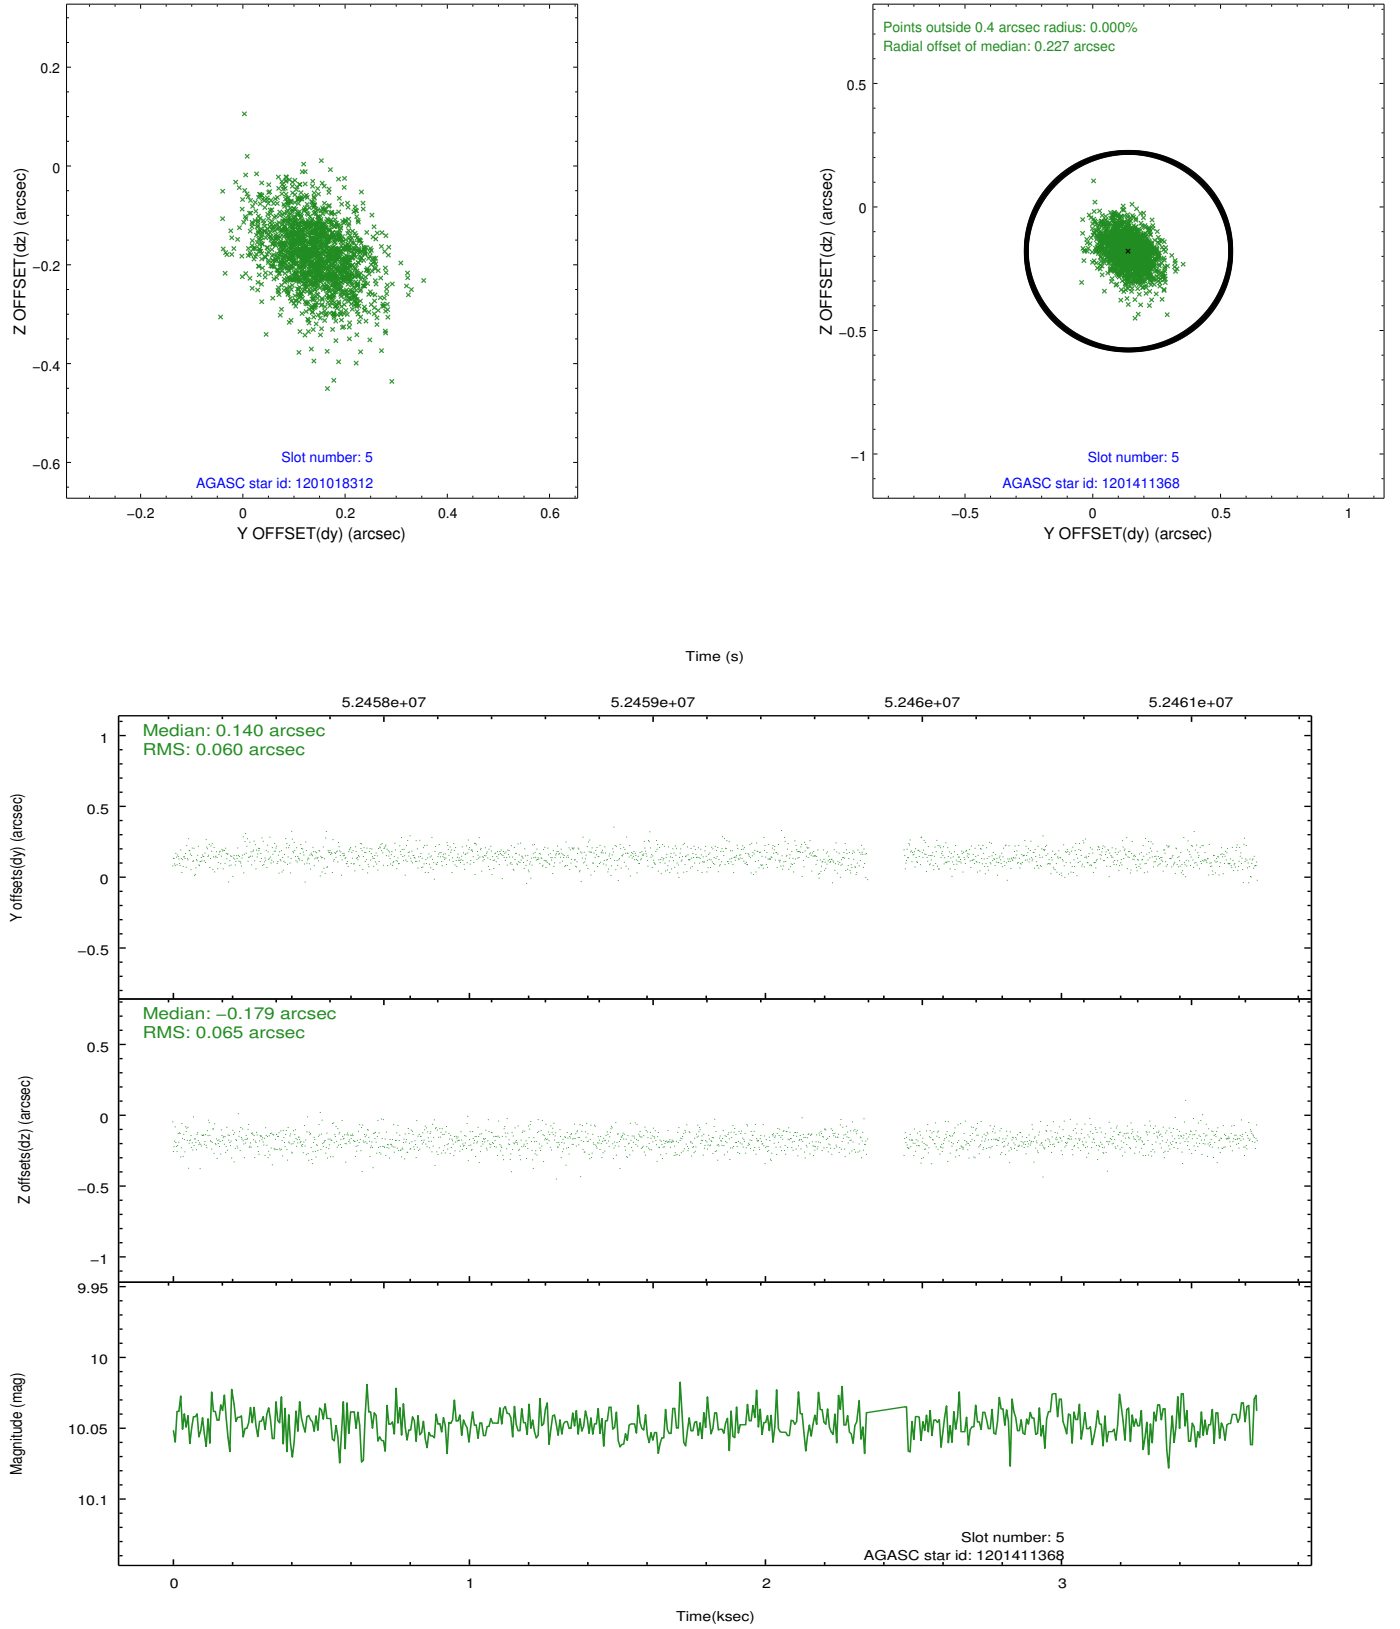 0.2
0
−0.2
−0.4
−0.6
Z OFFSET(dz) (arcsec)
Slot number: 5
AGASC star id: 1201018312
−0.2
0
0.2
0.4
0.6
Y OFFSET(dy) (arcsec)
Points outside 0.4 arcsec radius: 0.000%
Radial offset of median: 0.227 arcsec
0.5
0
−0.5
−1
Z OFFSET(dz) (arcsec)
Slot number: 5
AGASC star id: 1201411368
−0.5
0
0.5
1
Y OFFSET(dy) (arcsec)
Time (s)
5.2458e+07
5.2459e+07
5.246e+07
5.2461e+07
Median: 0.140 arcsec
RMS: 0.060 arcsec
1
0.5
0
−0.5
Y offsets(dy) (arcsec)
Median: −0.179 arcsec
RMS: 0.065 arcsec
0.5
0
−0.5
−1
Z offsets(dz) (arcsec)
9.95
10
10.05
10.1
Magnitude (mag)
Slot number: 5
AGASC star id: 1201411368
0
1
2
3
Time(ksec)